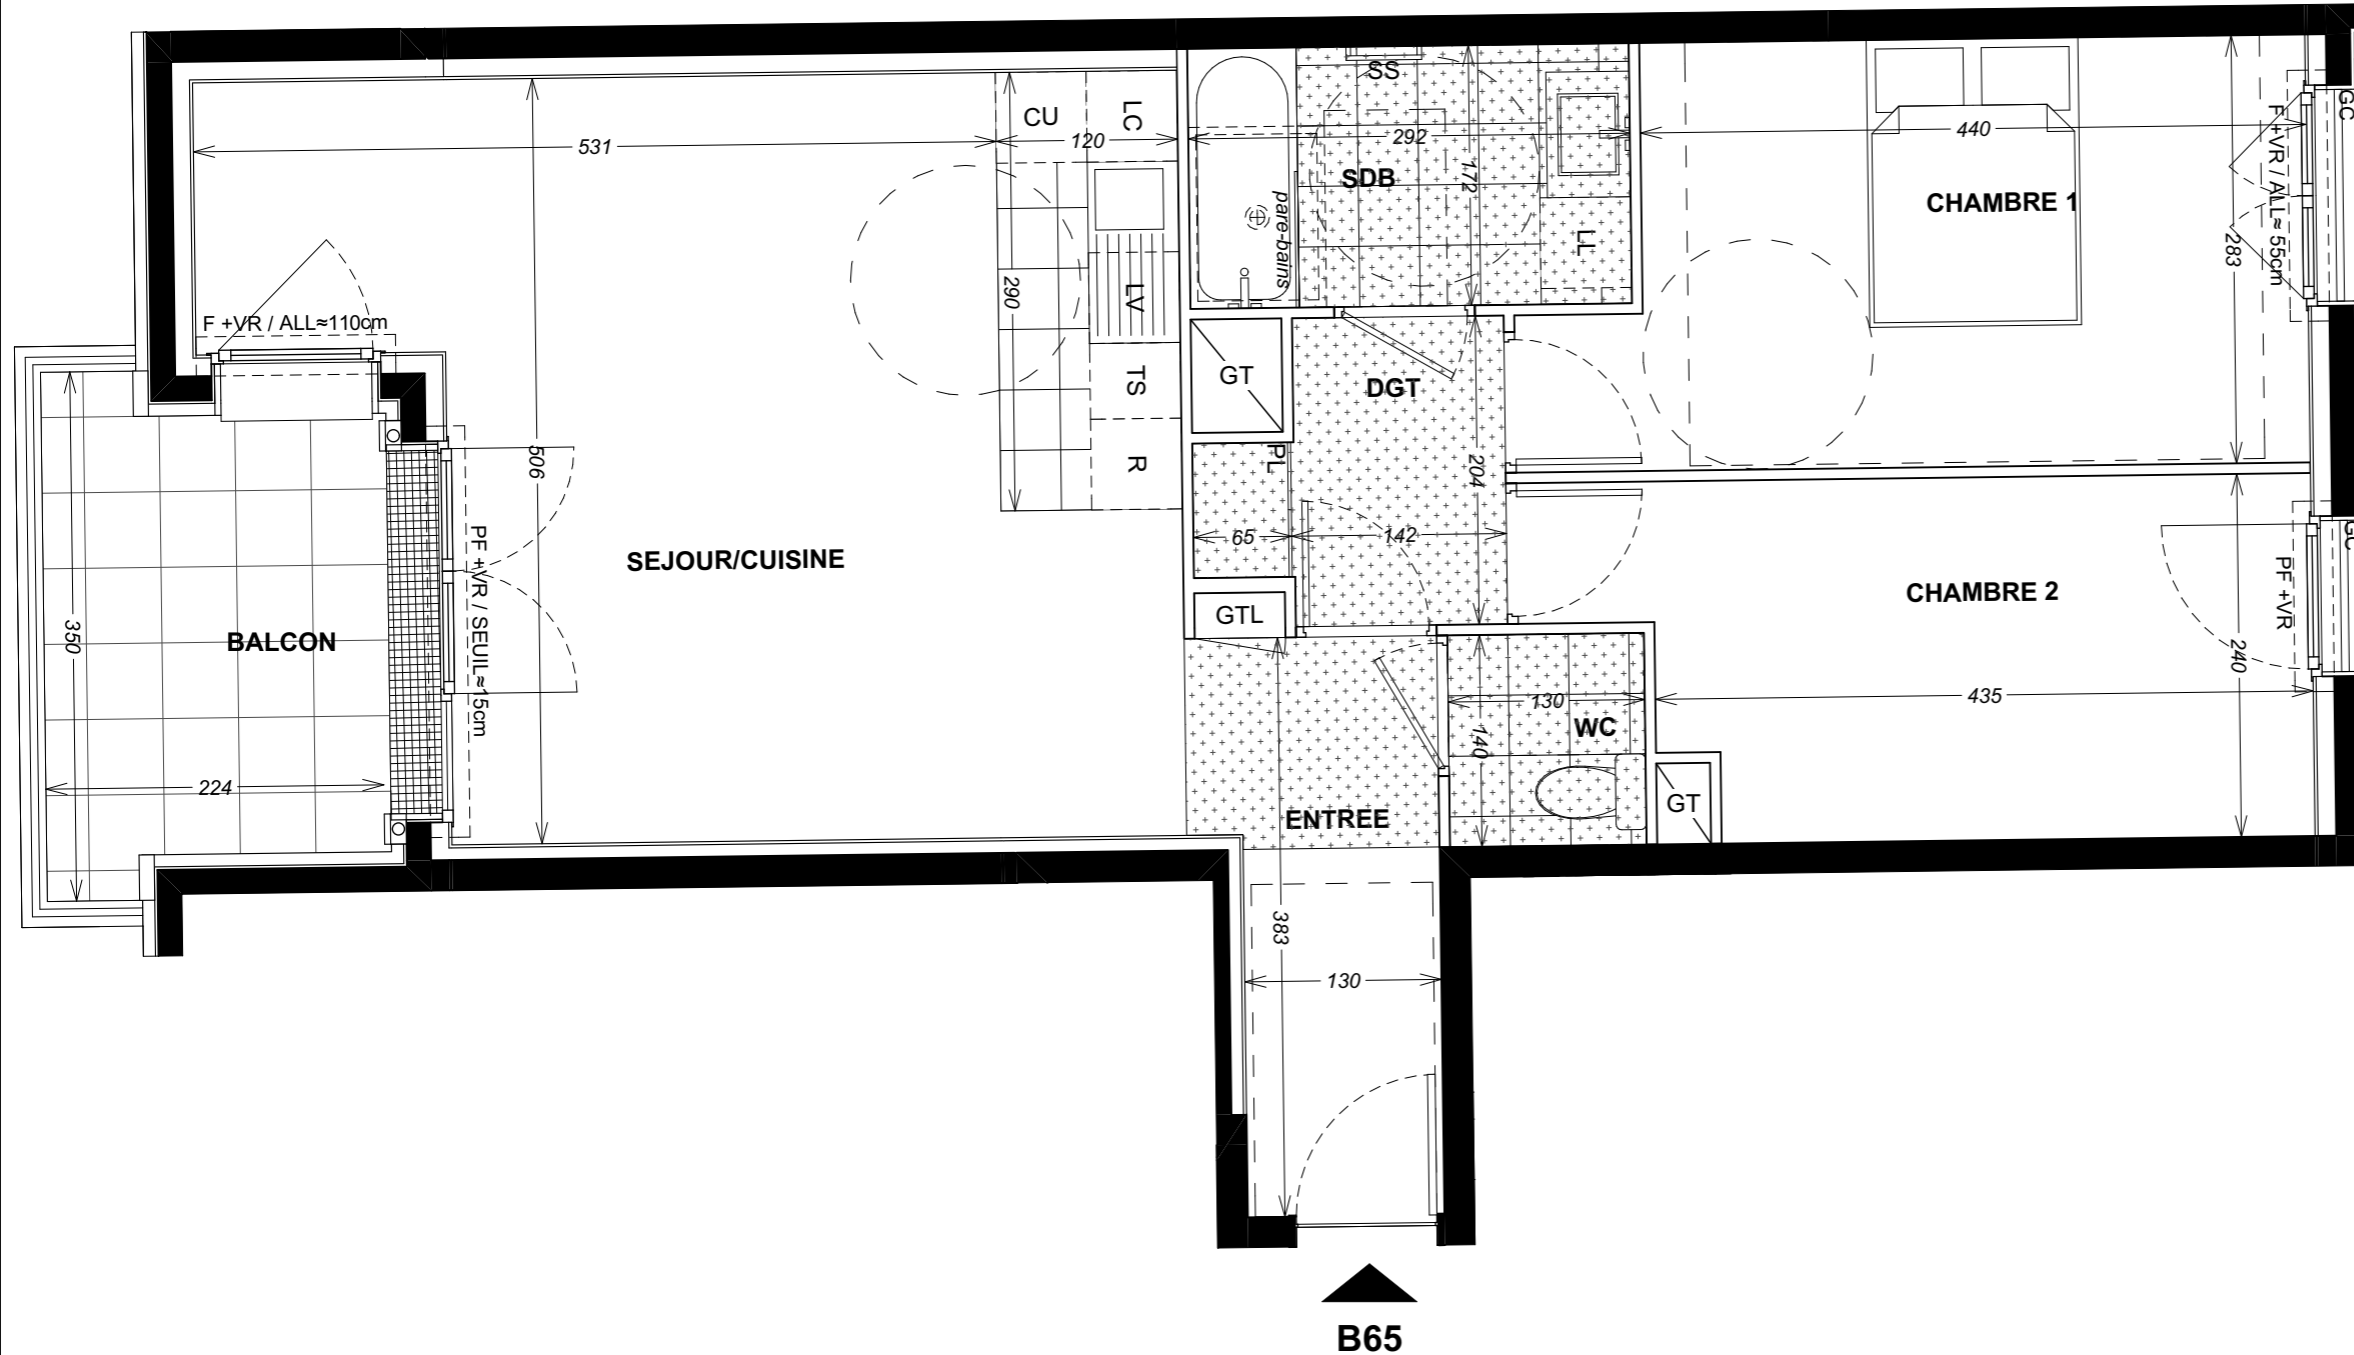 SS
CU
LC
531
120
292
440
172
SDB
CHAMBRE 1
pare-bains
LL
283
F +VR / ALL≈ 55cm
GC
290
LV
F +VR / ALL≈110cm
GT
TS
DGT
506
R
PL
204
65
142
PF +VR / SEUIL≈15cm
SEJOUR/CUISINE
GTL
CHAMBRE 2
PF +VR
GC
350
BALCON
240
130
WC
435
140
224
GT
ENTREE
383
130
B65